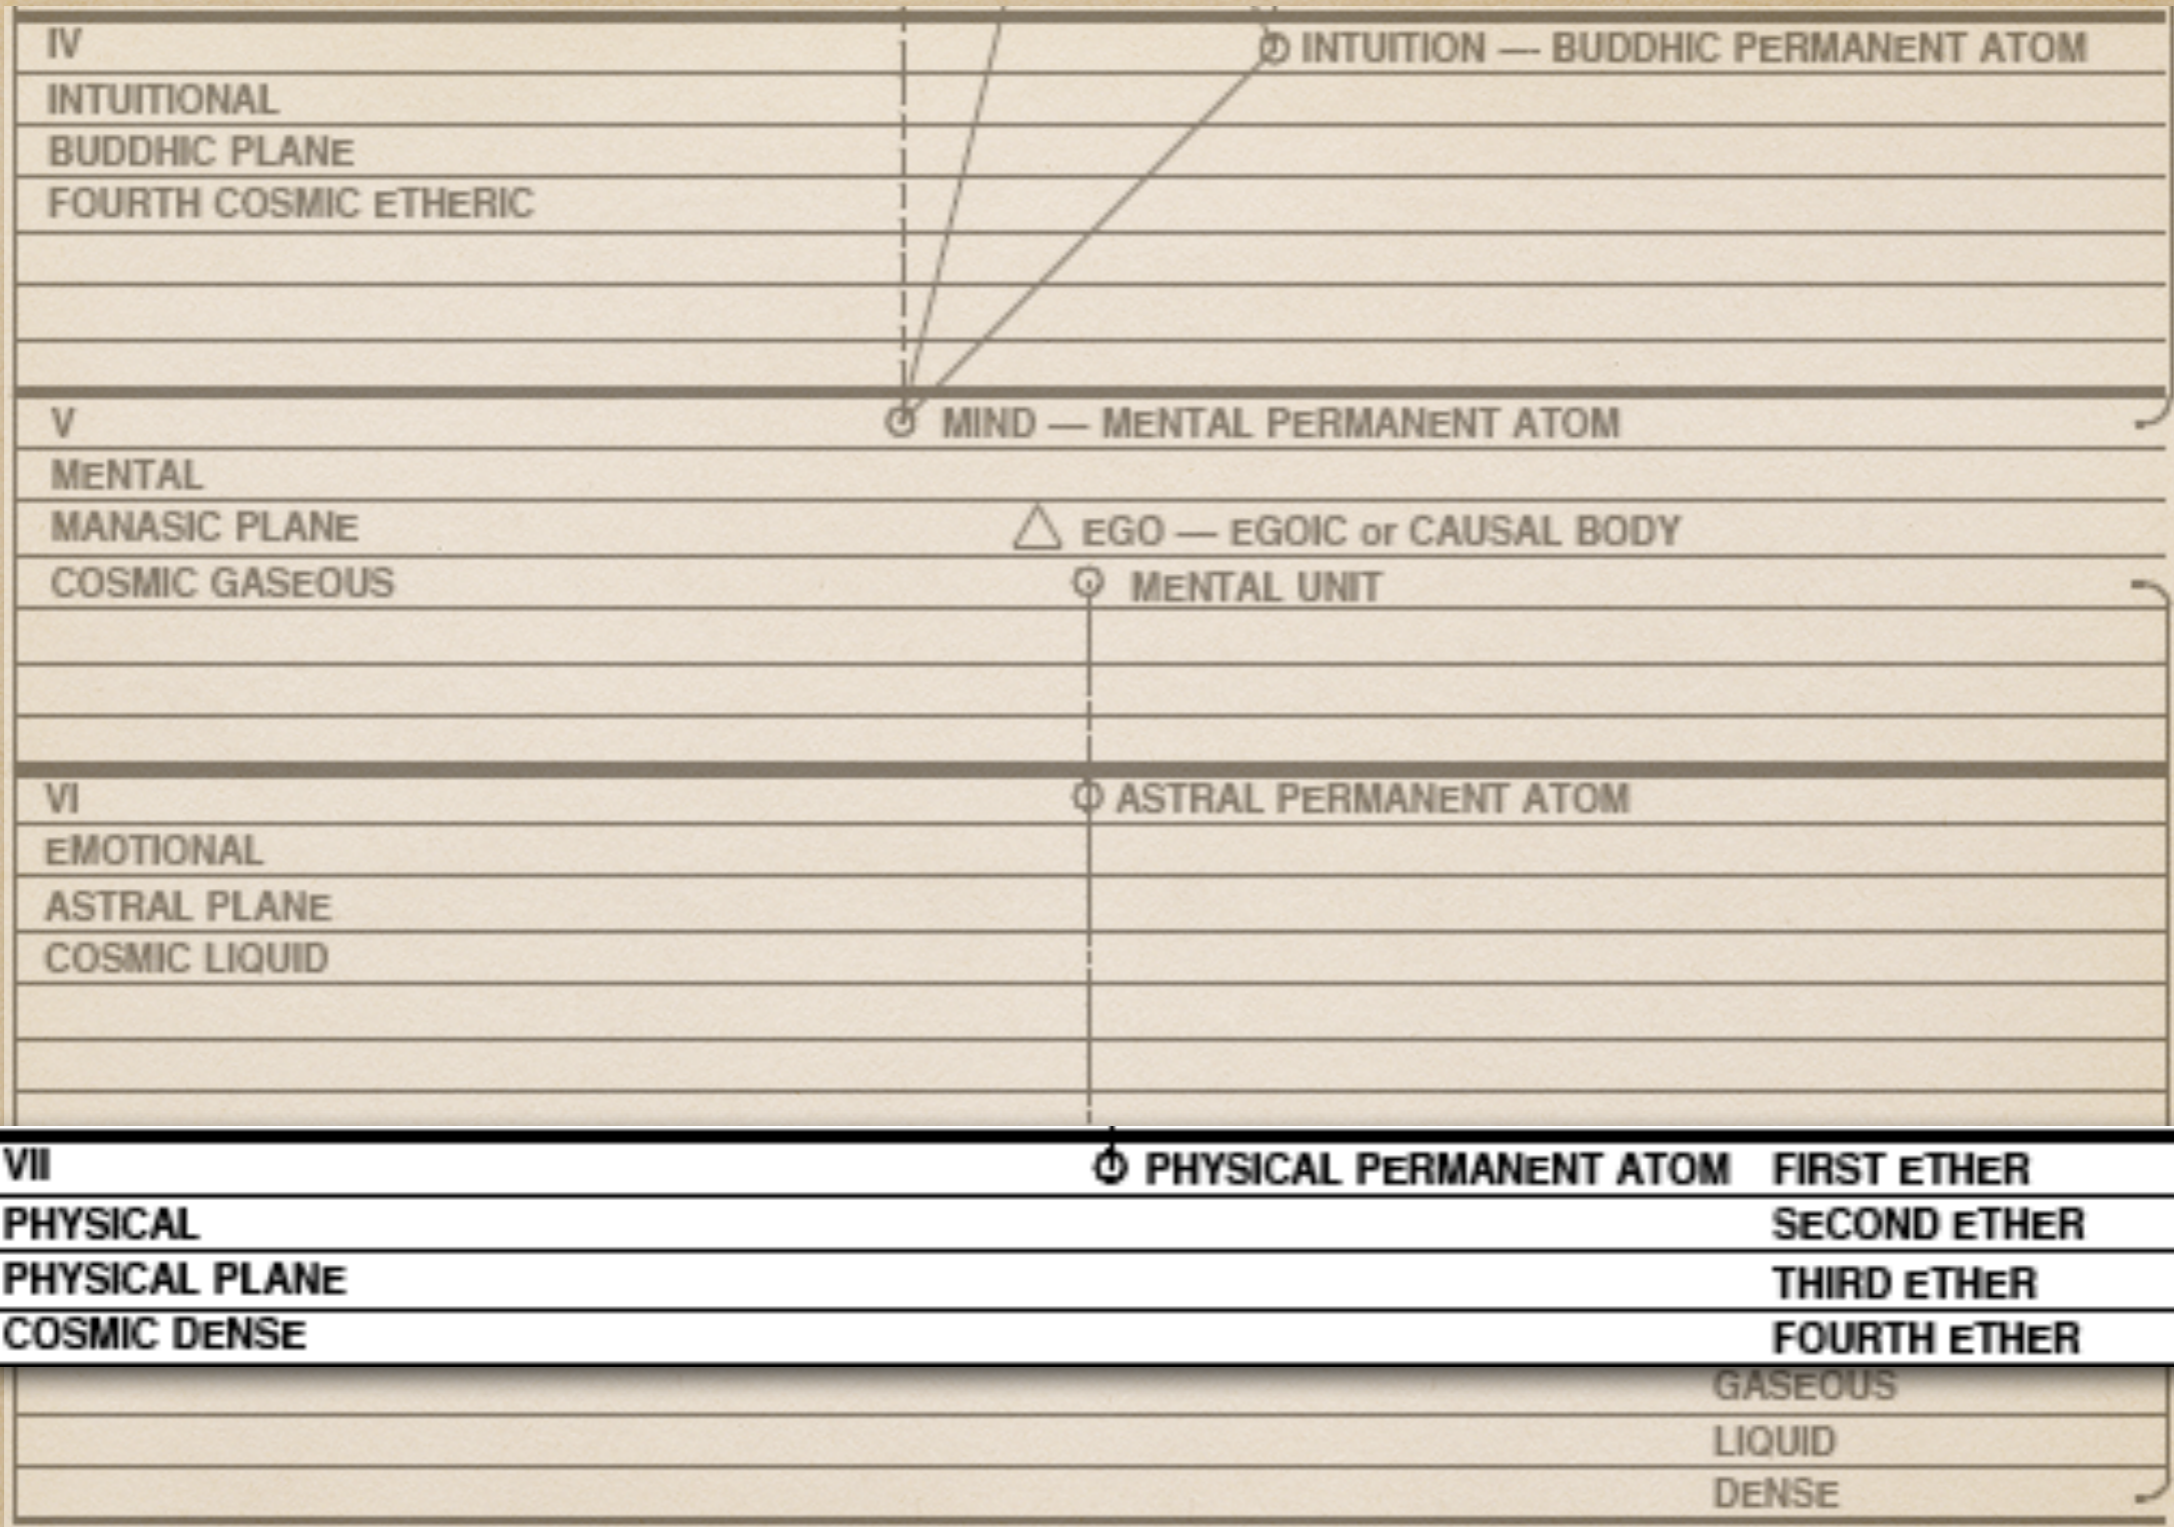 IV INTUITION — BUDDHIC PERMANENT ATOM
INTUITIONAL
BUDDHIC PLANE
FOURTH COSMIC ETHERIC
V MIND — MENTAL PERMANENT ATOM
MENTAL
MANASIC PLANE EGO — EGOIC or CAUSAL BODY
COSMIC GASEOUS MENTAL UNIT
VI ASTRAL PERMANENT ATOM
EMOTIONAL
ASTRAL PLANE
COSMIC LIQUID
VII PHYSICAL PERMANENT ATOM FIRST ETHER
PHYSICAL SECOND ETHER
PHYSICAL PLANE THIRD ETHER
COSMIC DENSE FOURTH ETHER
GASEOUS
LIQUID
DENSE